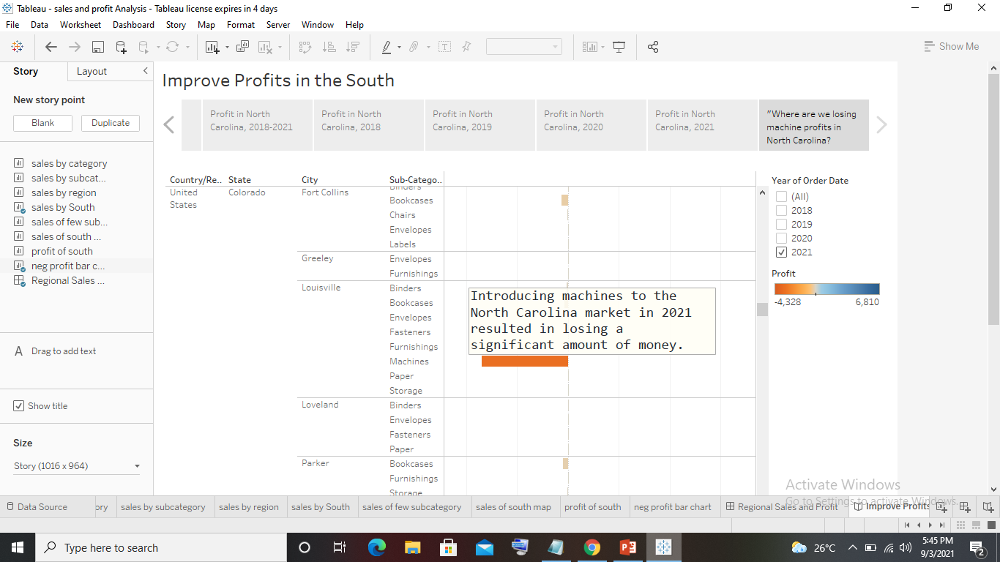 Tableau - sales and profit Analysis - Tableau license expires in 4 days
File Data Worksheet Dashboard Story Map Format Server Window Help
Show Me
Story Layout
New story point
Blank Duplicate
sales by category
sales by subcat...
sales by region
sales by South
sales of few sub...
sales of south ...
profit of south
neg profit bar c...
Regional Sales ...
A Drag to add text
Show title
Size
Story (1016 x 964)
Improve Profits in the South
Profit in North
Carolina, 2018-2021
Profit in North
Carolina, 2018
Profit in North
Carolina, 2019
Profit in North
Carolina, 2020
Profit in North
Carolina, 2021
"Where are we losing
machine profits in
North Carolina?
Country/Re.. State City Sub-Catego..
United
States
Colorado
Fort Collins
Binders
Bookcases
Chairs
Envelopes
Labels
Greeley Envelopes
Furnishings
Louisville Binders
Bookcases
Envelopes
Fasteners
Furnishings
Machines
Paper
Storage
Loveland Binders
Envelopes
Fasteners
Paper
Parker Bookcases
Furnishings
Storage
Introducing machines to the
North Carolina market in 2021
resulted in losing a
significant amount of money.
Year of Order Date
(All)
2018
2019
2020
2021
Profit
-4,328 6,810
Activate Windows
Go to Settings to activate Windows.
Data Source ory sales by subcategory sales by region sales by South sales of few subcategory sales of south map profit of south neg profit bar chart Regional Sales and Profit Improve Profits
Type here to search
26°C
5:45 PM
9/3/2021
2